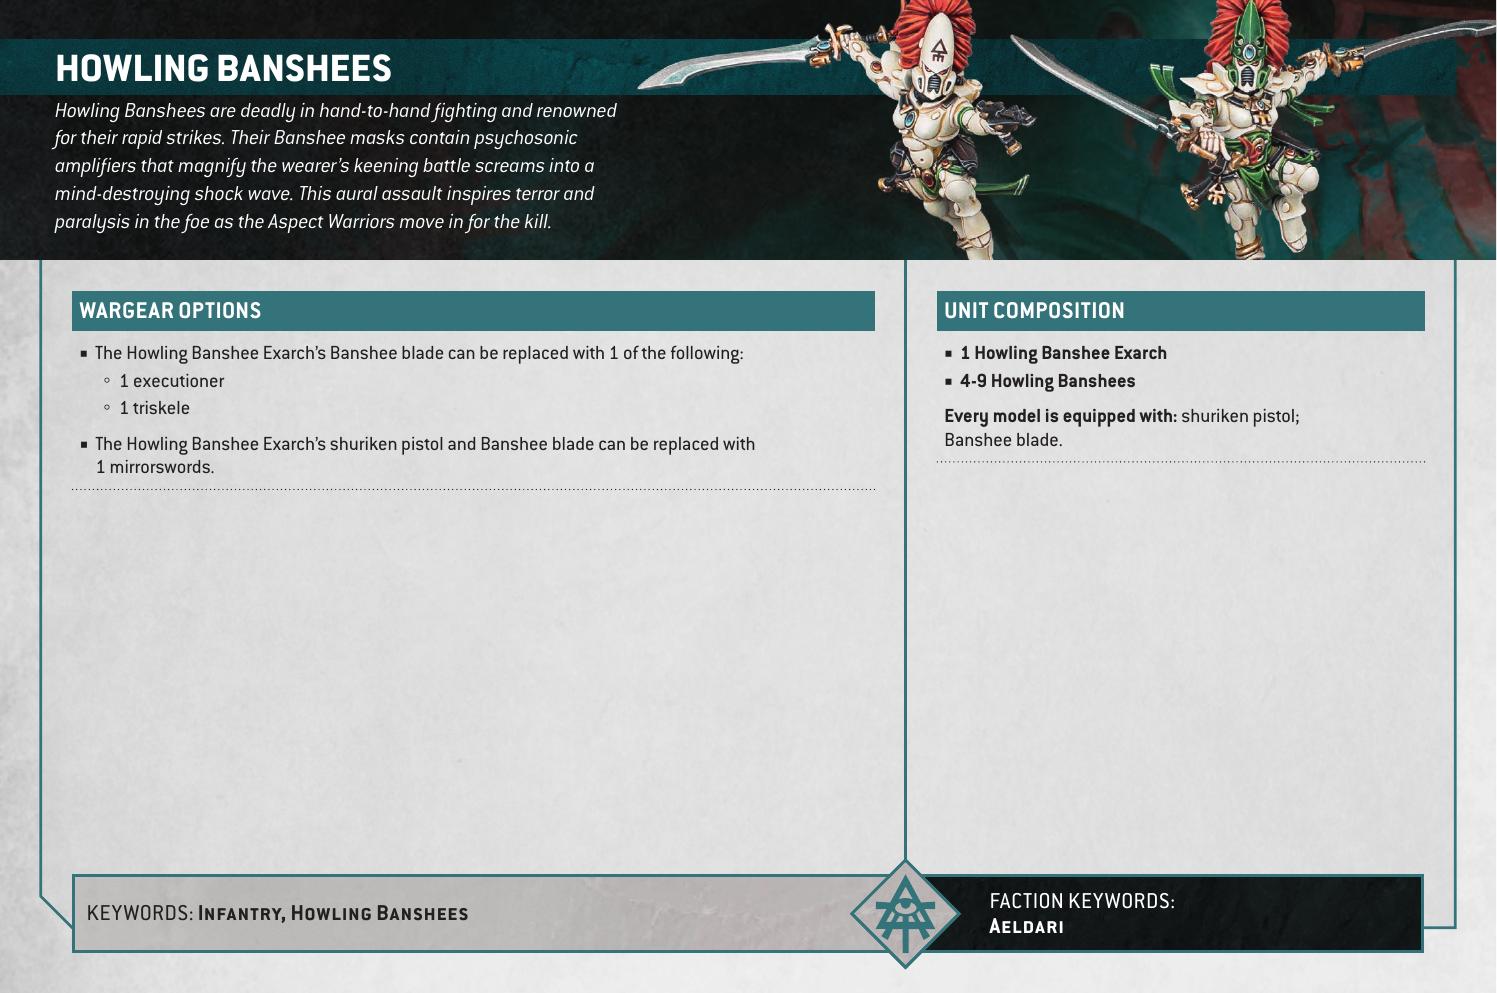 HOWLING BANSHEES
Howling Banshees are deadly in hand-to-hand fighting and renowned
for their rapid strikes. Their Banshee masks contain psychosonic
amplifiers that magnify the wearer's keening battle screams into a
mind-destroying shock wave. This aural assault inspires terror and
paralysis in the foe as the Aspect Warriors move in for the kill.
WARGEAR OPTIONS
▪ The Howling Banshee Exarch's Banshee blade can be replaced with 1 of the following:
◦ 1 executioner
◦ 1 triskele
▪ The Howling Banshee Exarch's shuriken pistol and Banshee blade can be replaced with
1 mirrorswords.
UNIT COMPOSITION
▪ 1 Howling Banshee Exarch
▪ 4-9 Howling Banshees
Every model is equipped with: shuriken pistol;
Banshee blade.
KEYWORDS: Infantry, Howling Banshees
FACTION KEYWORDS:
Aeldari